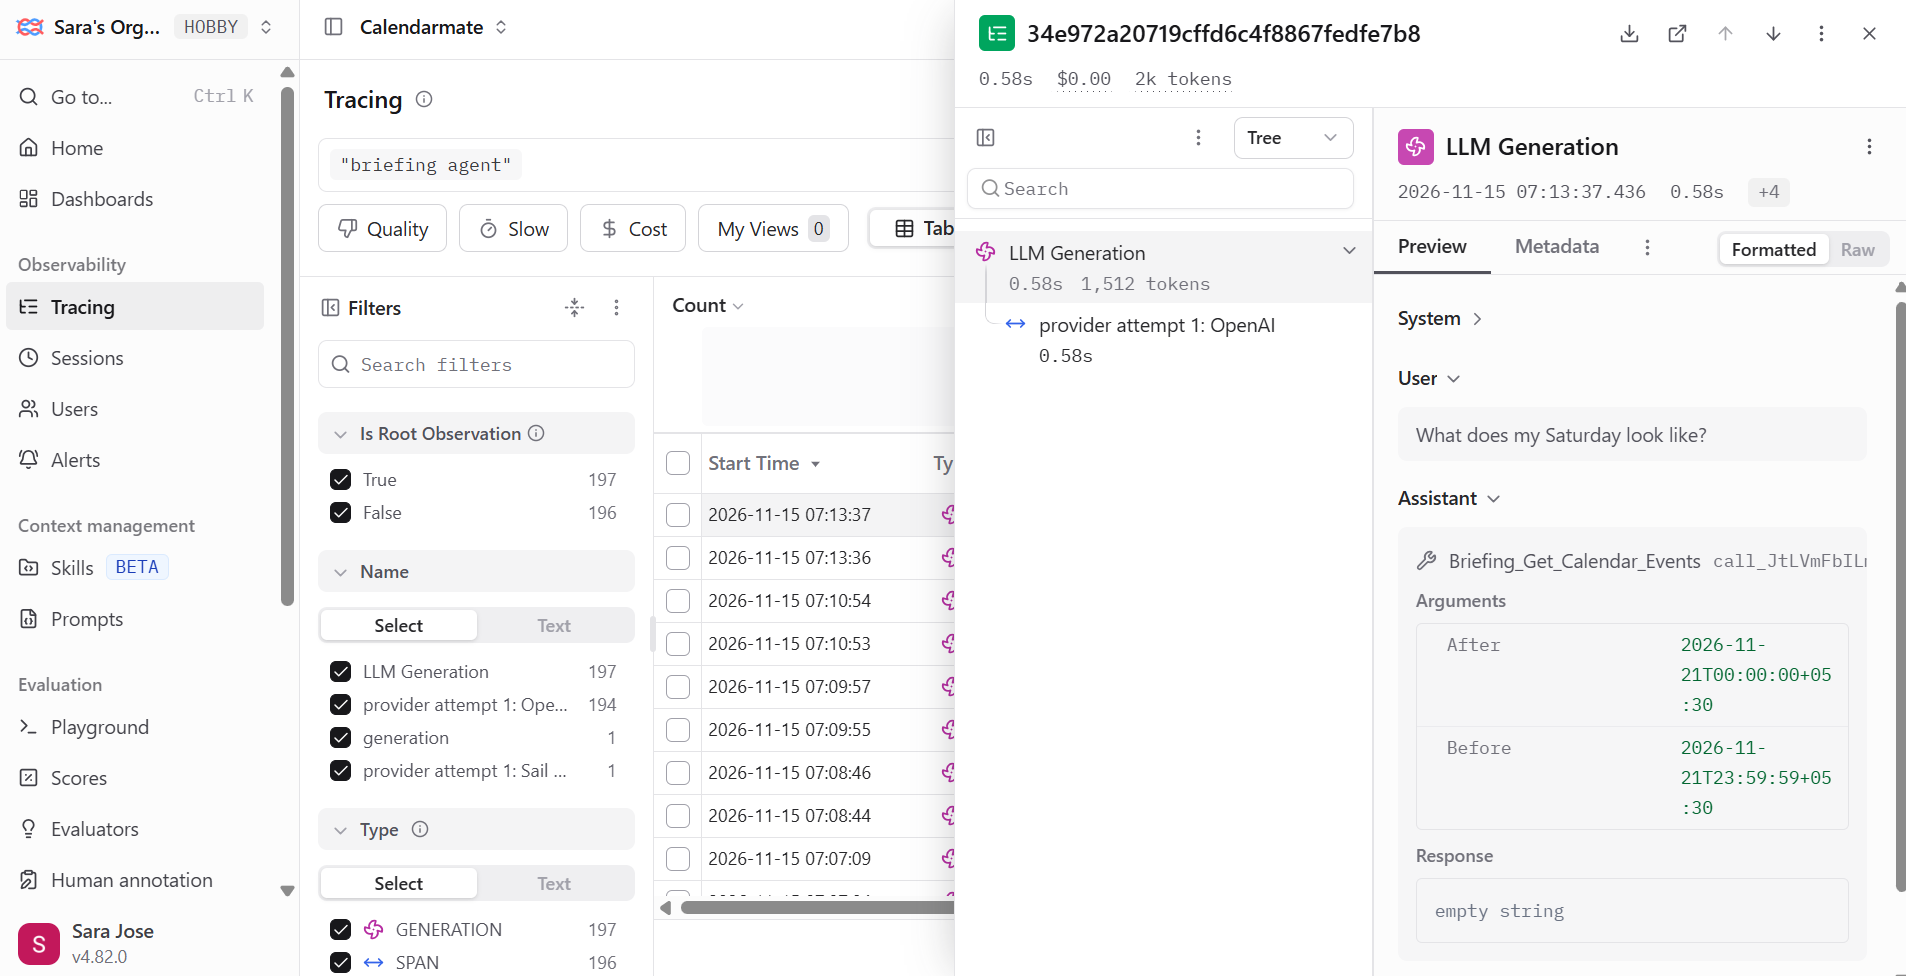 Sara's Org...
HOBBY
Go to...
Ctrl K
Home
Dashboards
Observability
Tracing
Sessions
Users
Alerts
Context management
Skills
BETA
Prompts
Evaluation
Playground
Scores
Evaluators
Human annotation
S
Sara Jose
v4.82.0
Calendarmate
Tracing
"briefing agent"
Quality
Slow
Cost
My Views 0
Tab
Filters
Search filters
Is Root Observation
True 197
False 196
Name
Select
Text
LLM Generation 197
provider attempt 1: Ope... 194
generation 1
provider attempt 1: Sail ... 1
Type
Select
Text
GENERATION 197
SPAN 196
Count
Start Time
Ty
2026-11-15 07:13:37
2026-11-15 07:13:36
2026-11-15 07:10:54
2026-11-15 07:10:53
2026-11-15 07:09:57
2026-11-15 07:09:55
2026-11-15 07:08:46
2026-11-15 07:08:44
2026-11-15 07:07:09
34e972a20719cffd6c4f8867fedfe7b8
0.58s $0.00 2k tokens
Tree
Search
LLM Generation
0.58s 1,512 tokens
provider attempt 1: OpenAI
0.58s
LLM Generation
2026-11-15 07:13:37.436 0.58s +4
Preview
Metadata
Formatted
Raw
System
User
What does my Saturday look like?
Assistant
Briefing_Get_Calendar_Events call_JtLVmFbIL
Arguments
After
2026-11-
21T00:00:00+05
:30
Before
2026-11-
21T23:59:59+05
:30
Response
empty string